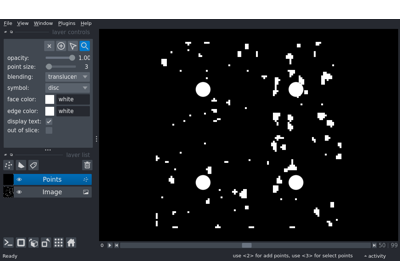 File View Window Plugins Help
layer controls
opacity: 1.00
point size: 3
blending: translucen
symbol: disc
face color: white
edge color: white
display text:
out of slice:
layer list
Points
Image
50 99
Ready use <2> for add points, use <3> for select points activity